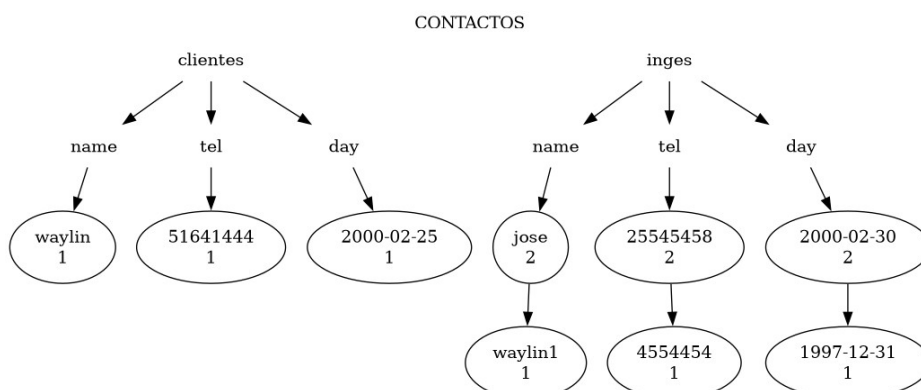 CONTACTOS
clientes inges
name tel day name tel day
waylin 51641444 2000-02-25 jose 25545458 2000-02-30
1 1 1 2 2 2
waylin1 4554454 1997-12-31
1 1 1